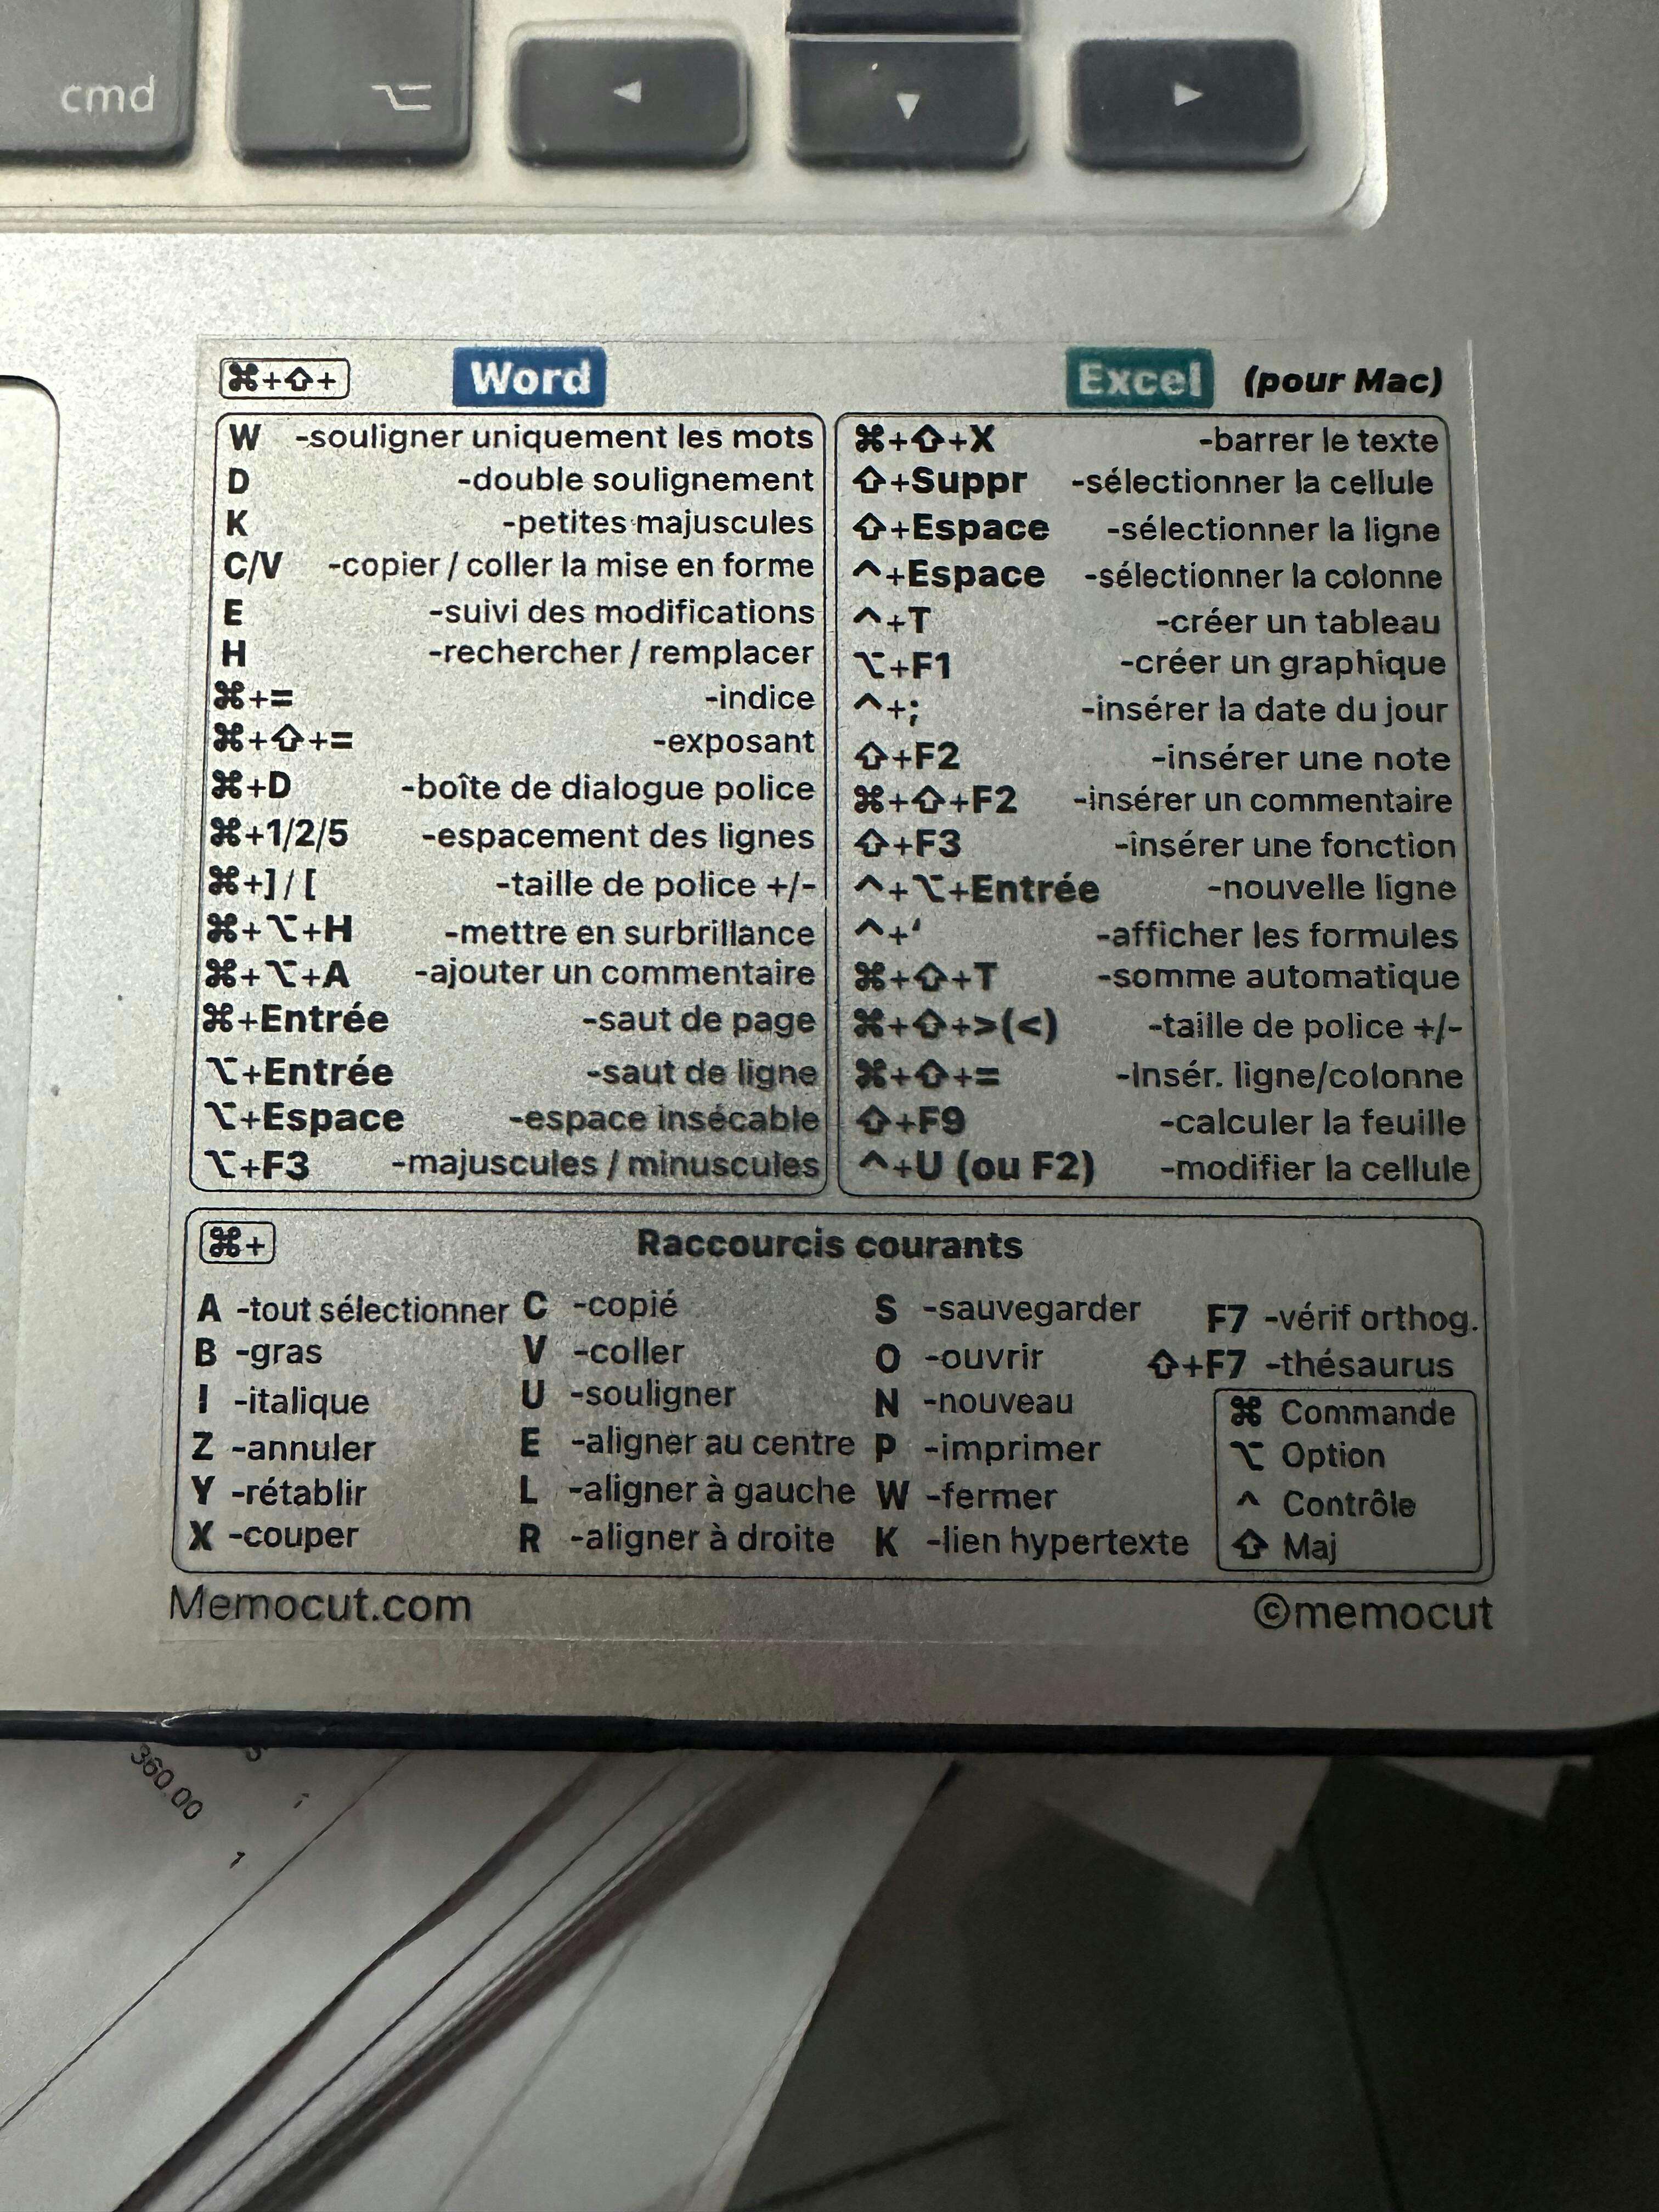 cmd ⌥ ◀ ▼ ▶
⌘+⇧+ Word Excel (pour Mac)
W -souligner uniquement les mots
D -double soulignement
K -petites majuscules
C/V -copier / coller la mise en forme
E -suivi des modifications
H -rechercher / remplacer
⌘+= -indice
⌘+⇧+= -exposant
⌘+D -boîte de dialogue police
⌘+1/2/5 -espacement des lignes
⌘+] / [ -taille de police +/-
⌘+⌥+H -mettre en surbrillance
⌘+⌥+A -ajouter un commentaire
⌘+Entrée -saut de page
⌥+Entrée -saut de ligne
⌥+Espace -espace insécable
⌥+F3 -majuscules / minuscules
⌘+⇧+X -barrer le texte
⇧+Suppr -sélectionner la cellule
⇧+Espace -sélectionner la ligne
^+Espace -sélectionner la colonne
^+T -créer un tableau
⌥+F1 -créer un graphique
^+; -insérer la date du jour
⇧+F2 -insérer une note
⌘+⇧+F2 -insérer un commentaire
⇧+F3 -insérer une fonction
^+⌥+Entrée -nouvelle ligne
^+‘ -afficher les formules
⌘+⇧+T -somme automatique
⌘+⇧+>(<) -taille de police +/-
⌘+⇧+= -Insér. ligne/colonne
⇧+F9 -calculer la feuille
^+U (ou F2) -modifier la cellule
⌘+ Raccourcis courants
A -tout sélectionner
B -gras
I -italique
Z -annuler
Y -rétablir
X -couper
C -copié
V -coller
U -souligner
E -aligner au centre
L -aligner à gauche
R -aligner à droite
S -sauvegarder
O -ouvrir
N -nouveau
P -imprimer
W -fermer
K -lien hypertexte
F7 -vérif orthog.
⇧+F7 -thésaurus
⌘ Commande
⌥ Option
^ Contrôle
⇧ Maj
Memocut.com ©memocut
360.00
1
1